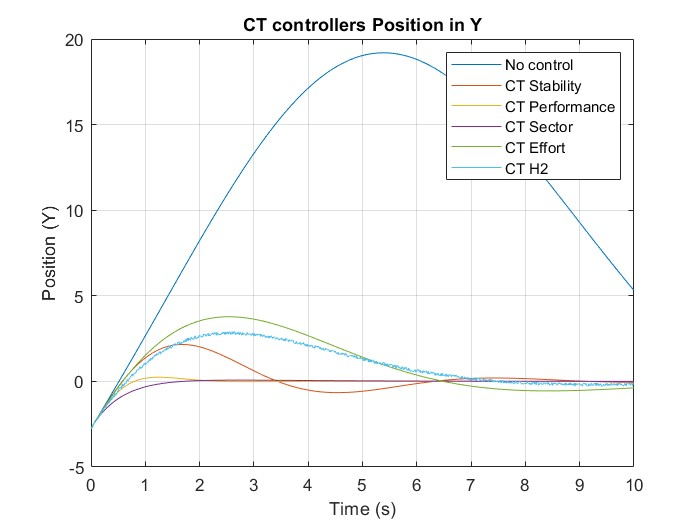 CT controllers Position in Y
20
15
10
5
0
-5
Position (Y)
No control
CT Stability
CT Performance
CT Sector
CT Effort
CT H2
0 1 2 3 4 5 6 7 8 9 10
Time (s)